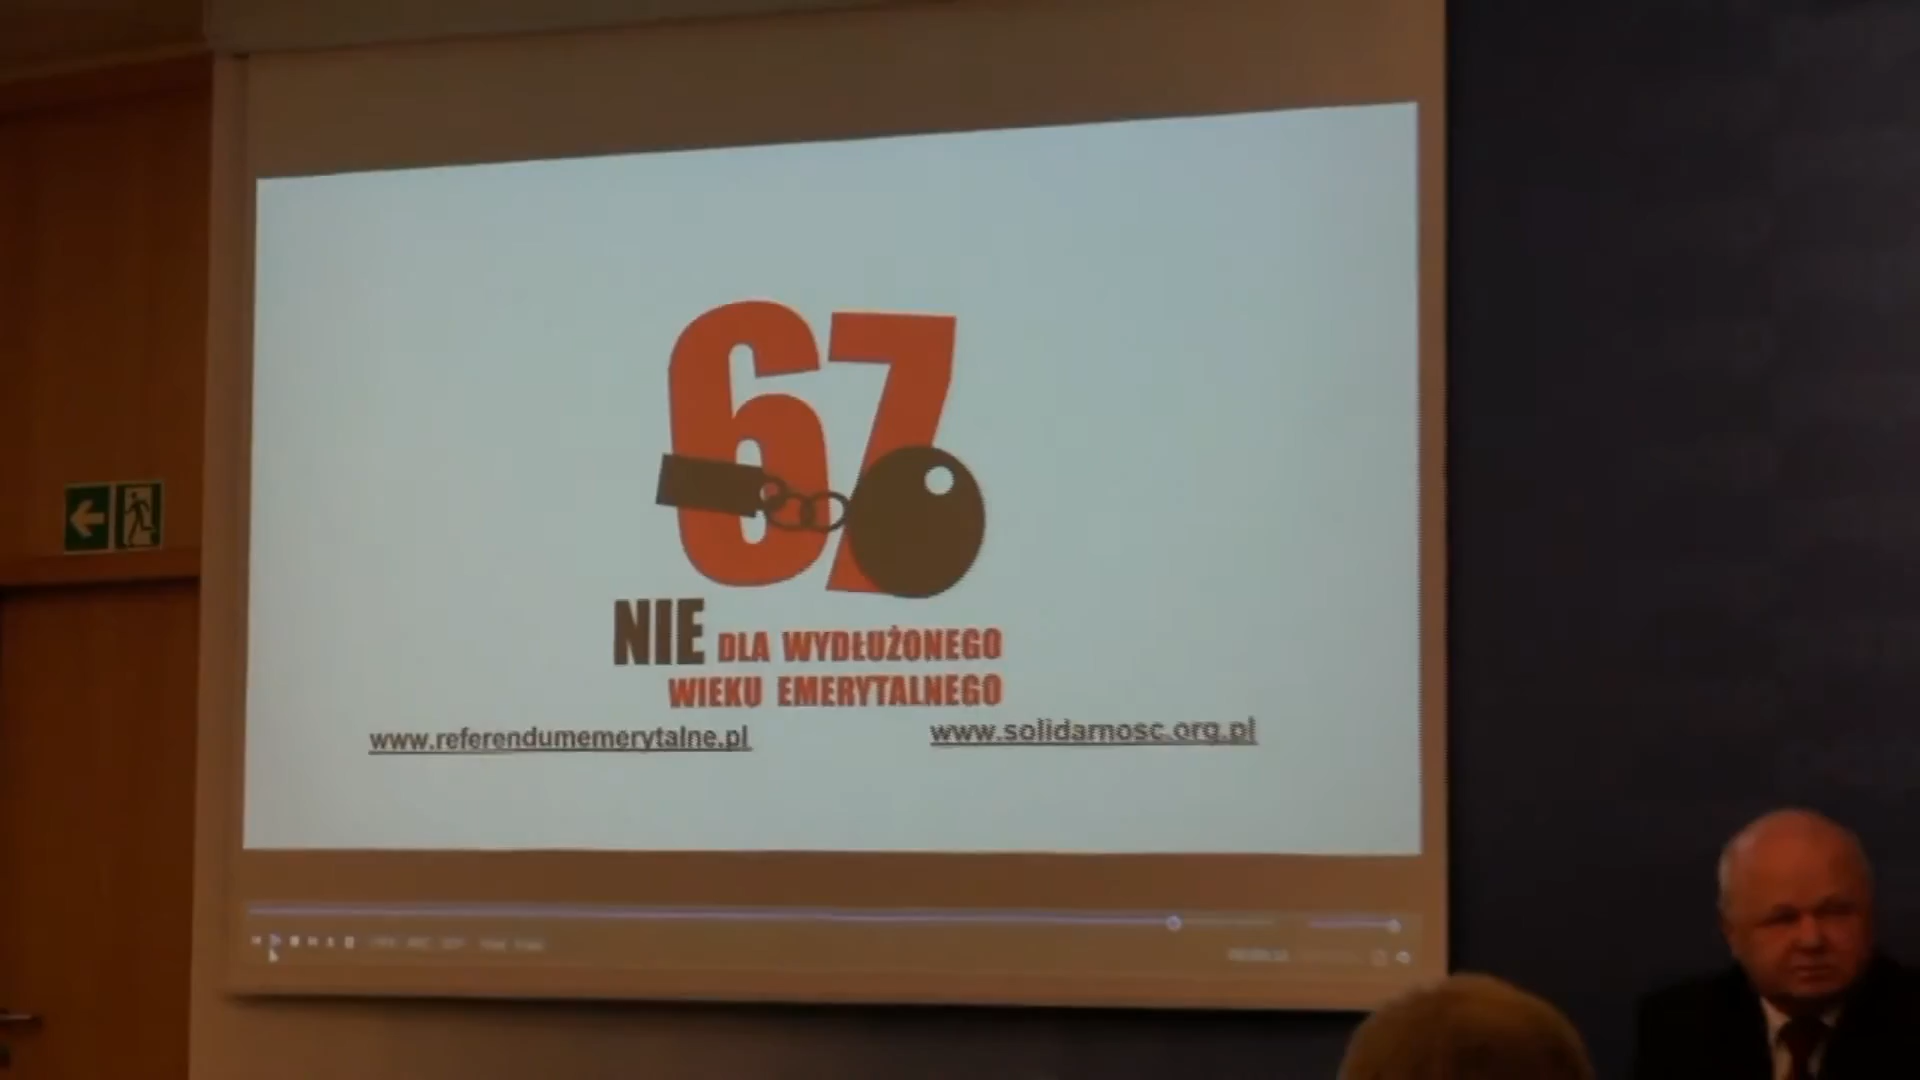 67
NIE DLA WYDŁUŻONEGO
WIEKU EMERYTALNEGO
www.referendumemerytalne.pl
www.solidarnosc.org.pl